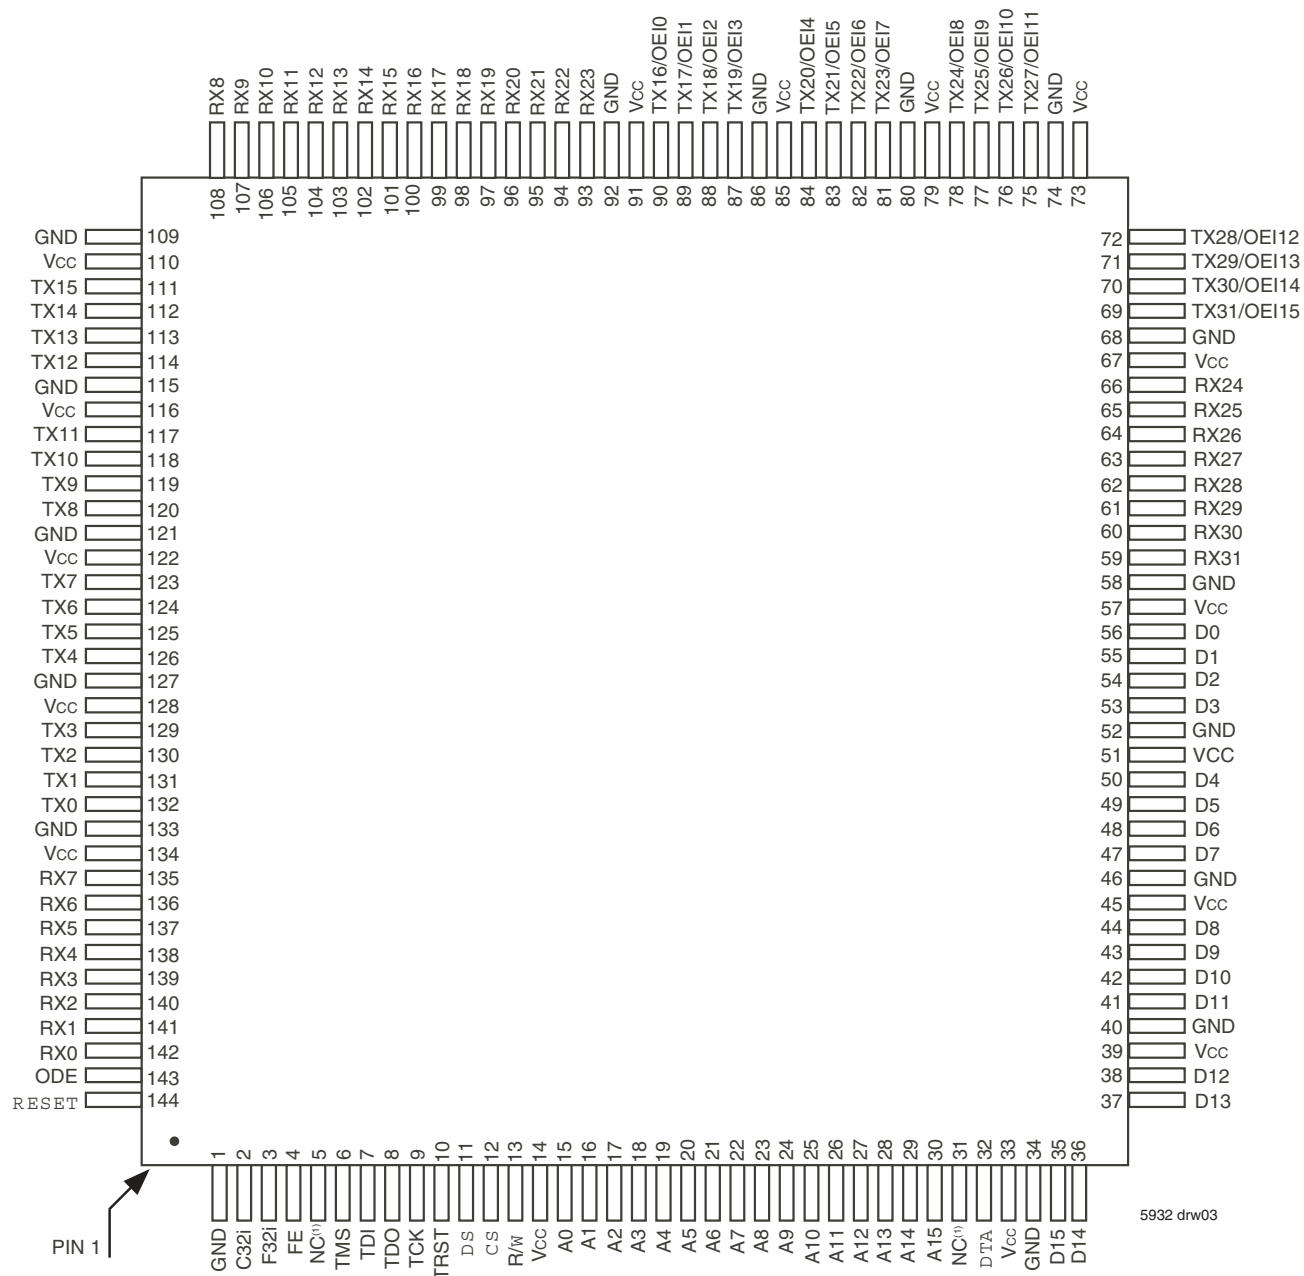 RX8 RX9 RX10 RX11 RX12 RX13 RX14 RX15 RX16 RX17 RX18 RX19 RX20 RX21 RX22 RX23 GND Vcc TX16/OEI0 TX17/OEI1 TX18/OEI2 TX19/OEI3 GND Vcc TX20/OEI4 TX21/OEI5 TX22/OEI6 TX23/OEI7 GND Vcc TX24/OEI8 TX25/OEI9 TX26/OEI10 TX27/OEI11 GND Vcc
108 107 106 105 104 103 102 101 100 99 98 97 96 95 94 93 92 91 90 89 88 87 86 85 84 83 82 81 80 79 78 77 76 75 74 73
GND 109 72 TX28/OEI12
Vcc 110 71 TX29/OEI13
TX15 111 70 TX30/OEI14
TX14 112 69 TX31/OEI15
TX13 113 68 GND
TX12 114 67 Vcc
GND 115 66 RX24
Vcc 116 65 RX25
TX11 117 64 RX26
TX10 118 63 RX27
TX9 119 62 RX28
TX8 120 61 RX29
GND 121 60 RX30
Vcc 122 59 RX31
TX7 123 58 GND
TX6 124 57 Vcc
TX5 125 56 D0
TX4 126 55 D1
GND 127 54 D2
Vcc 128 53 D3
TX3 129 52 GND
TX2 130 51 VCC
TX1 131 50 D4
TX0 132 49 D5
GND 133 48 D6
Vcc 134 47 D7
RX7 135 46 GND
RX6 136 45 Vcc
RX5 137 44 D8
RX4 138 43 D9
RX3 139 42 D10
RX2 140 41 D11
RX1 141 40 GND
RX0 142 39 Vcc
ODE 143 38 D12
RESET 144 37 D13
1 2 3 4 5 6 7 8 9 10 11 12 13 14 15 16 17 18 19 20 21 22 23 24 25 26 27 28 29 30 31 32 33 34 35 36
GND C32i F32i FE NC(1) TMS TDI TDO TCK TRST DS CS R/W Vcc A0 A1 A2 A3 A4 A5 A6 A7 A8 A9 A10 A11 A12 A13 A14 A15 NC(1) DTA Vcc GND D15 D14
5932 drw03
PIN 1